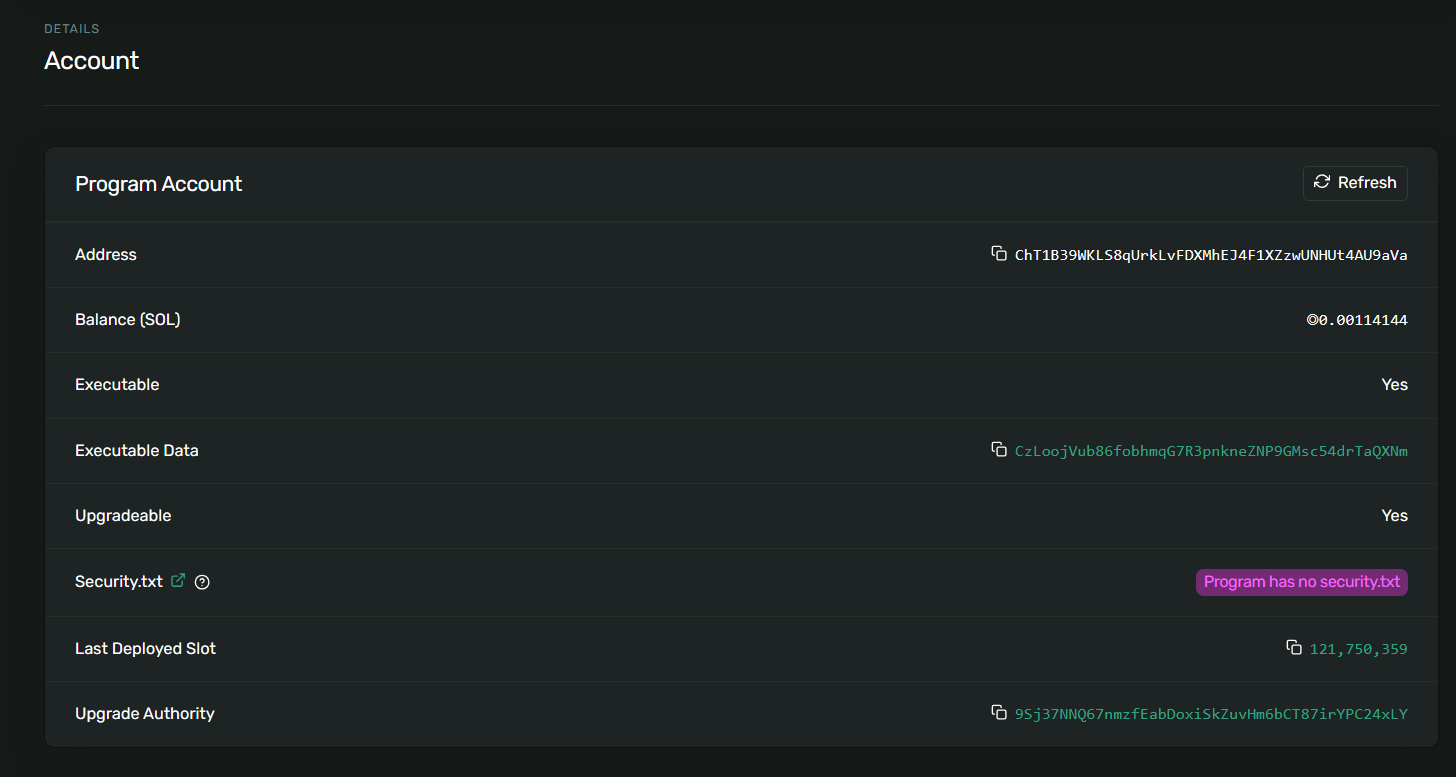 DETAILS
Account
Program Account
Refresh
Address
ChT1B39WKLS8qUrkLvFDXMhEJ4F1XZzwUNHUt4AU9aVa
Balance (SOL)
◎0.00114144
Executable
Yes
Executable Data
CzLoojVub86fobhmqG7R3pnkneZNP9GMsc54drTaQXNm
Upgradeable
Yes
Security.txt
Program has no security.txt
Last Deployed Slot
121,750,359
Upgrade Authority
9Sj37NNQ67nmzfEabDoxiSkZuvHm6bCT87irYPC24xLY